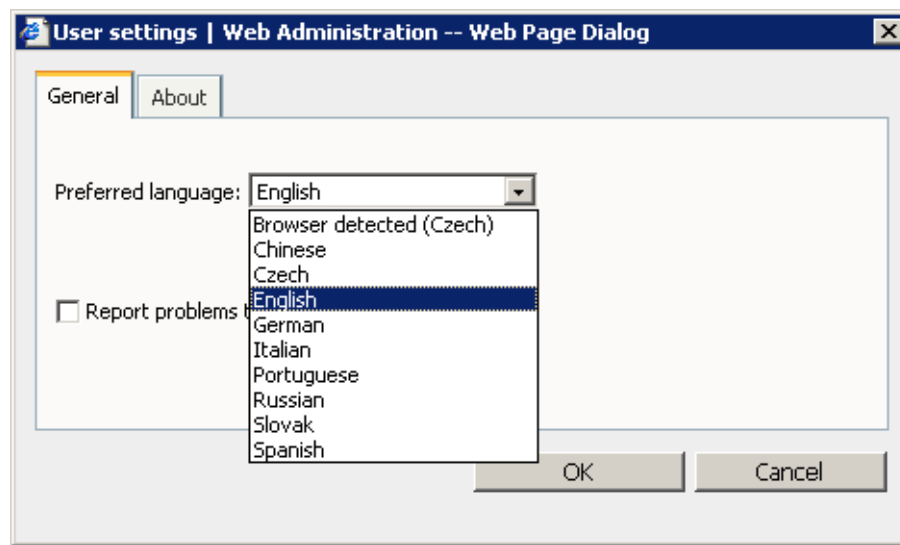 User settings | Web Administration -- Web Page Dialog
General About
Preferred language: English
Browser detected (Czech)
Chinese
Czech
English
Report problems
German
Italian
Portuguese
Russian
Slovak
Spanish
OK Cancel